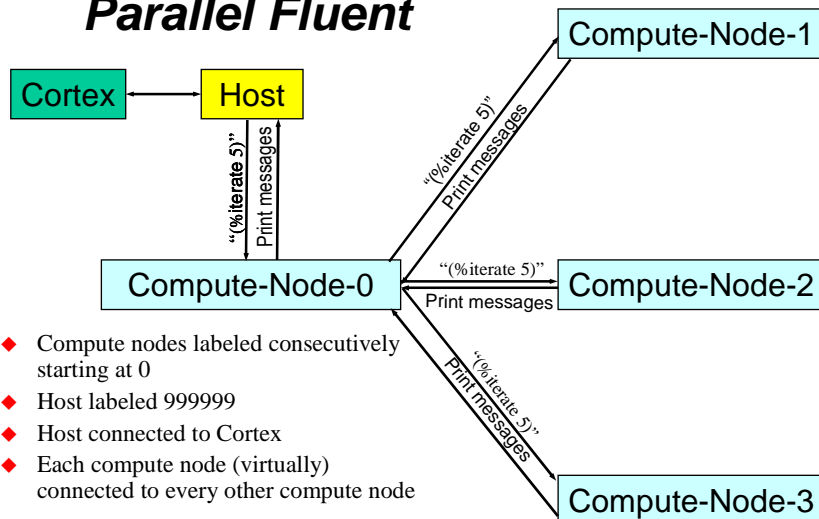 Parallel Fluent
Compute-Node-1
Cortex
Host
“(%iterate 5)”
Print messages
“(%iterate 5)”
Print messages
Compute-Node-0
“(%iterate 5)”
Print messages
Compute-Node-2
“(%iterate 5)”
Print messages
Compute nodes labeled consecutively
starting at 0
Host labeled 999999
Host connected to Cortex
Each compute node (virtually)
connected to every other compute node
Compute-Node-3